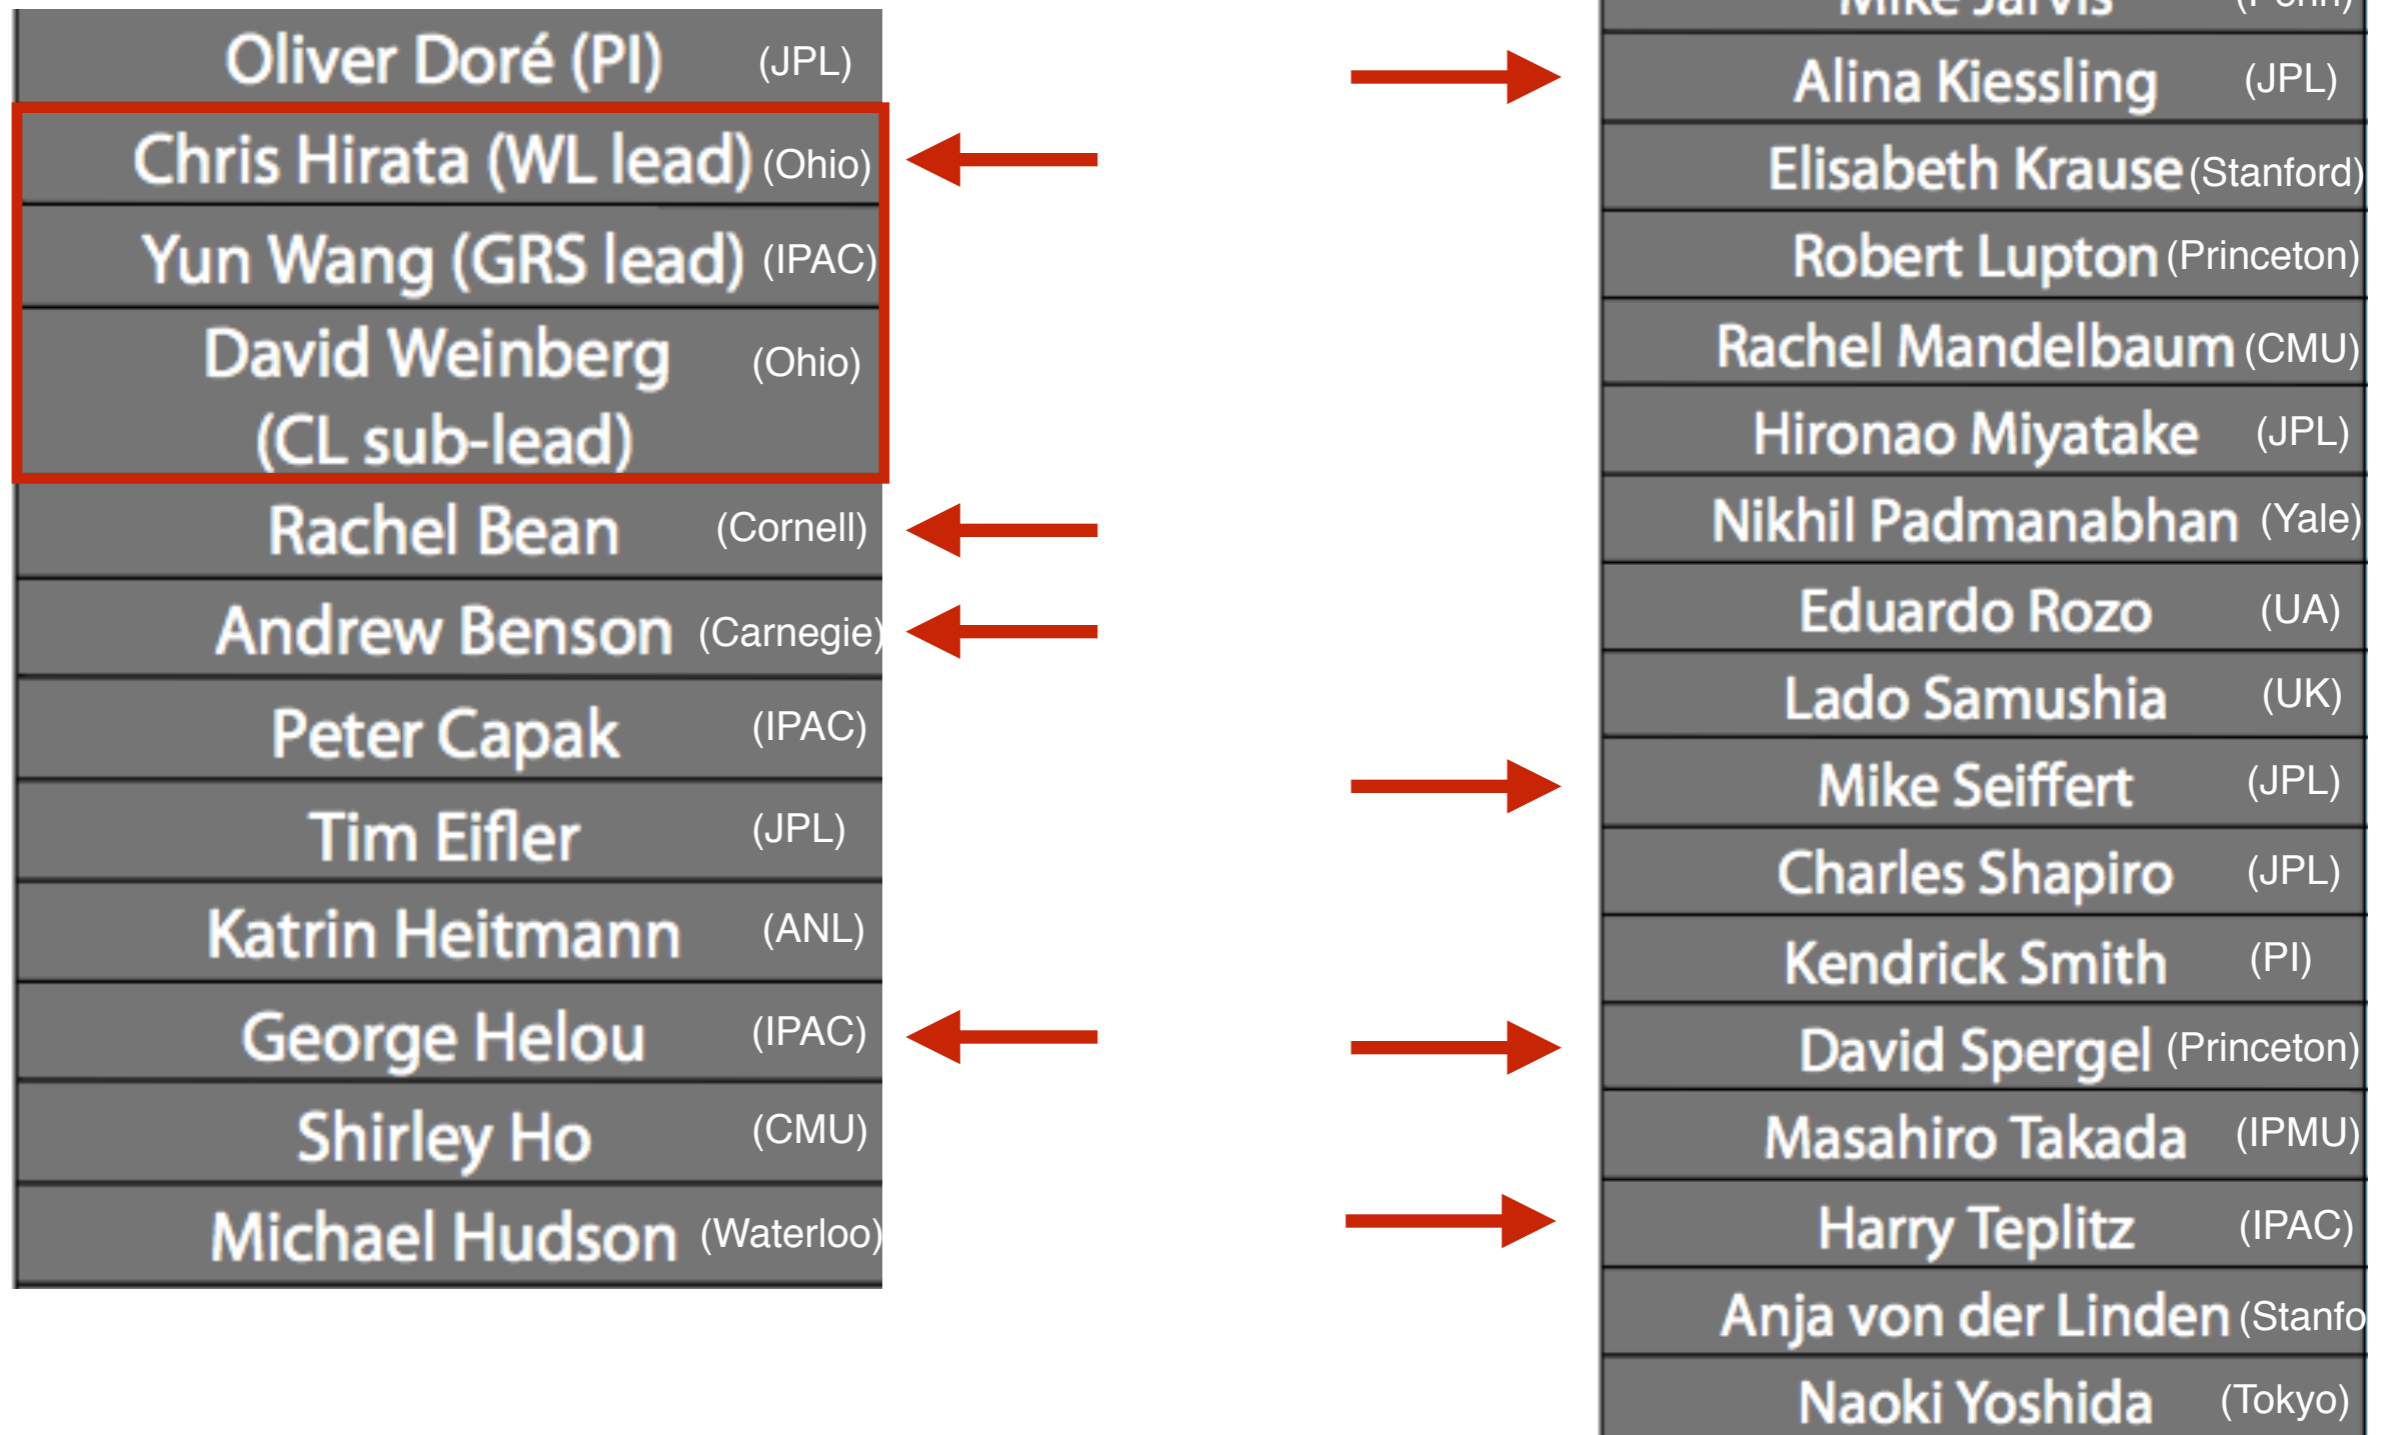 Oliver Doré (PI) (JPL)
Chris Hirata (WL lead) (Ohio)
Yun Wang (GRS lead) (IPAC)
David Weinberg (Ohio)
(CL sub-lead)
Rachel Bean (Cornell)
Andrew Benson (Carnegie)
Peter Capak (IPAC)
Tim Eifler (JPL)
Katrin Heitmann (ANL)
George Helou (IPAC)
Shirley Ho (CMU)
Michael Hudson (Waterloo)
Mike Jarvis (Penn)
Alina Kiessling (JPL)
Elisabeth Krause (Stanford)
Robert Lupton (Princeton)
Rachel Mandelbaum (CMU)
Hironao Miyatake (JPL)
Nikhil Padmanabhan (Yale)
Eduardo Rozo (UA)
Lado Samushia (UK)
Mike Seiffert (JPL)
Charles Shapiro (JPL)
Kendrick Smith (PI)
David Spergel (Princeton)
Masahiro Takada (IPMU)
Harry Teplitz (IPAC)
Anja von der Linden (Stanfo
Naoki Yoshida (Tokyo)